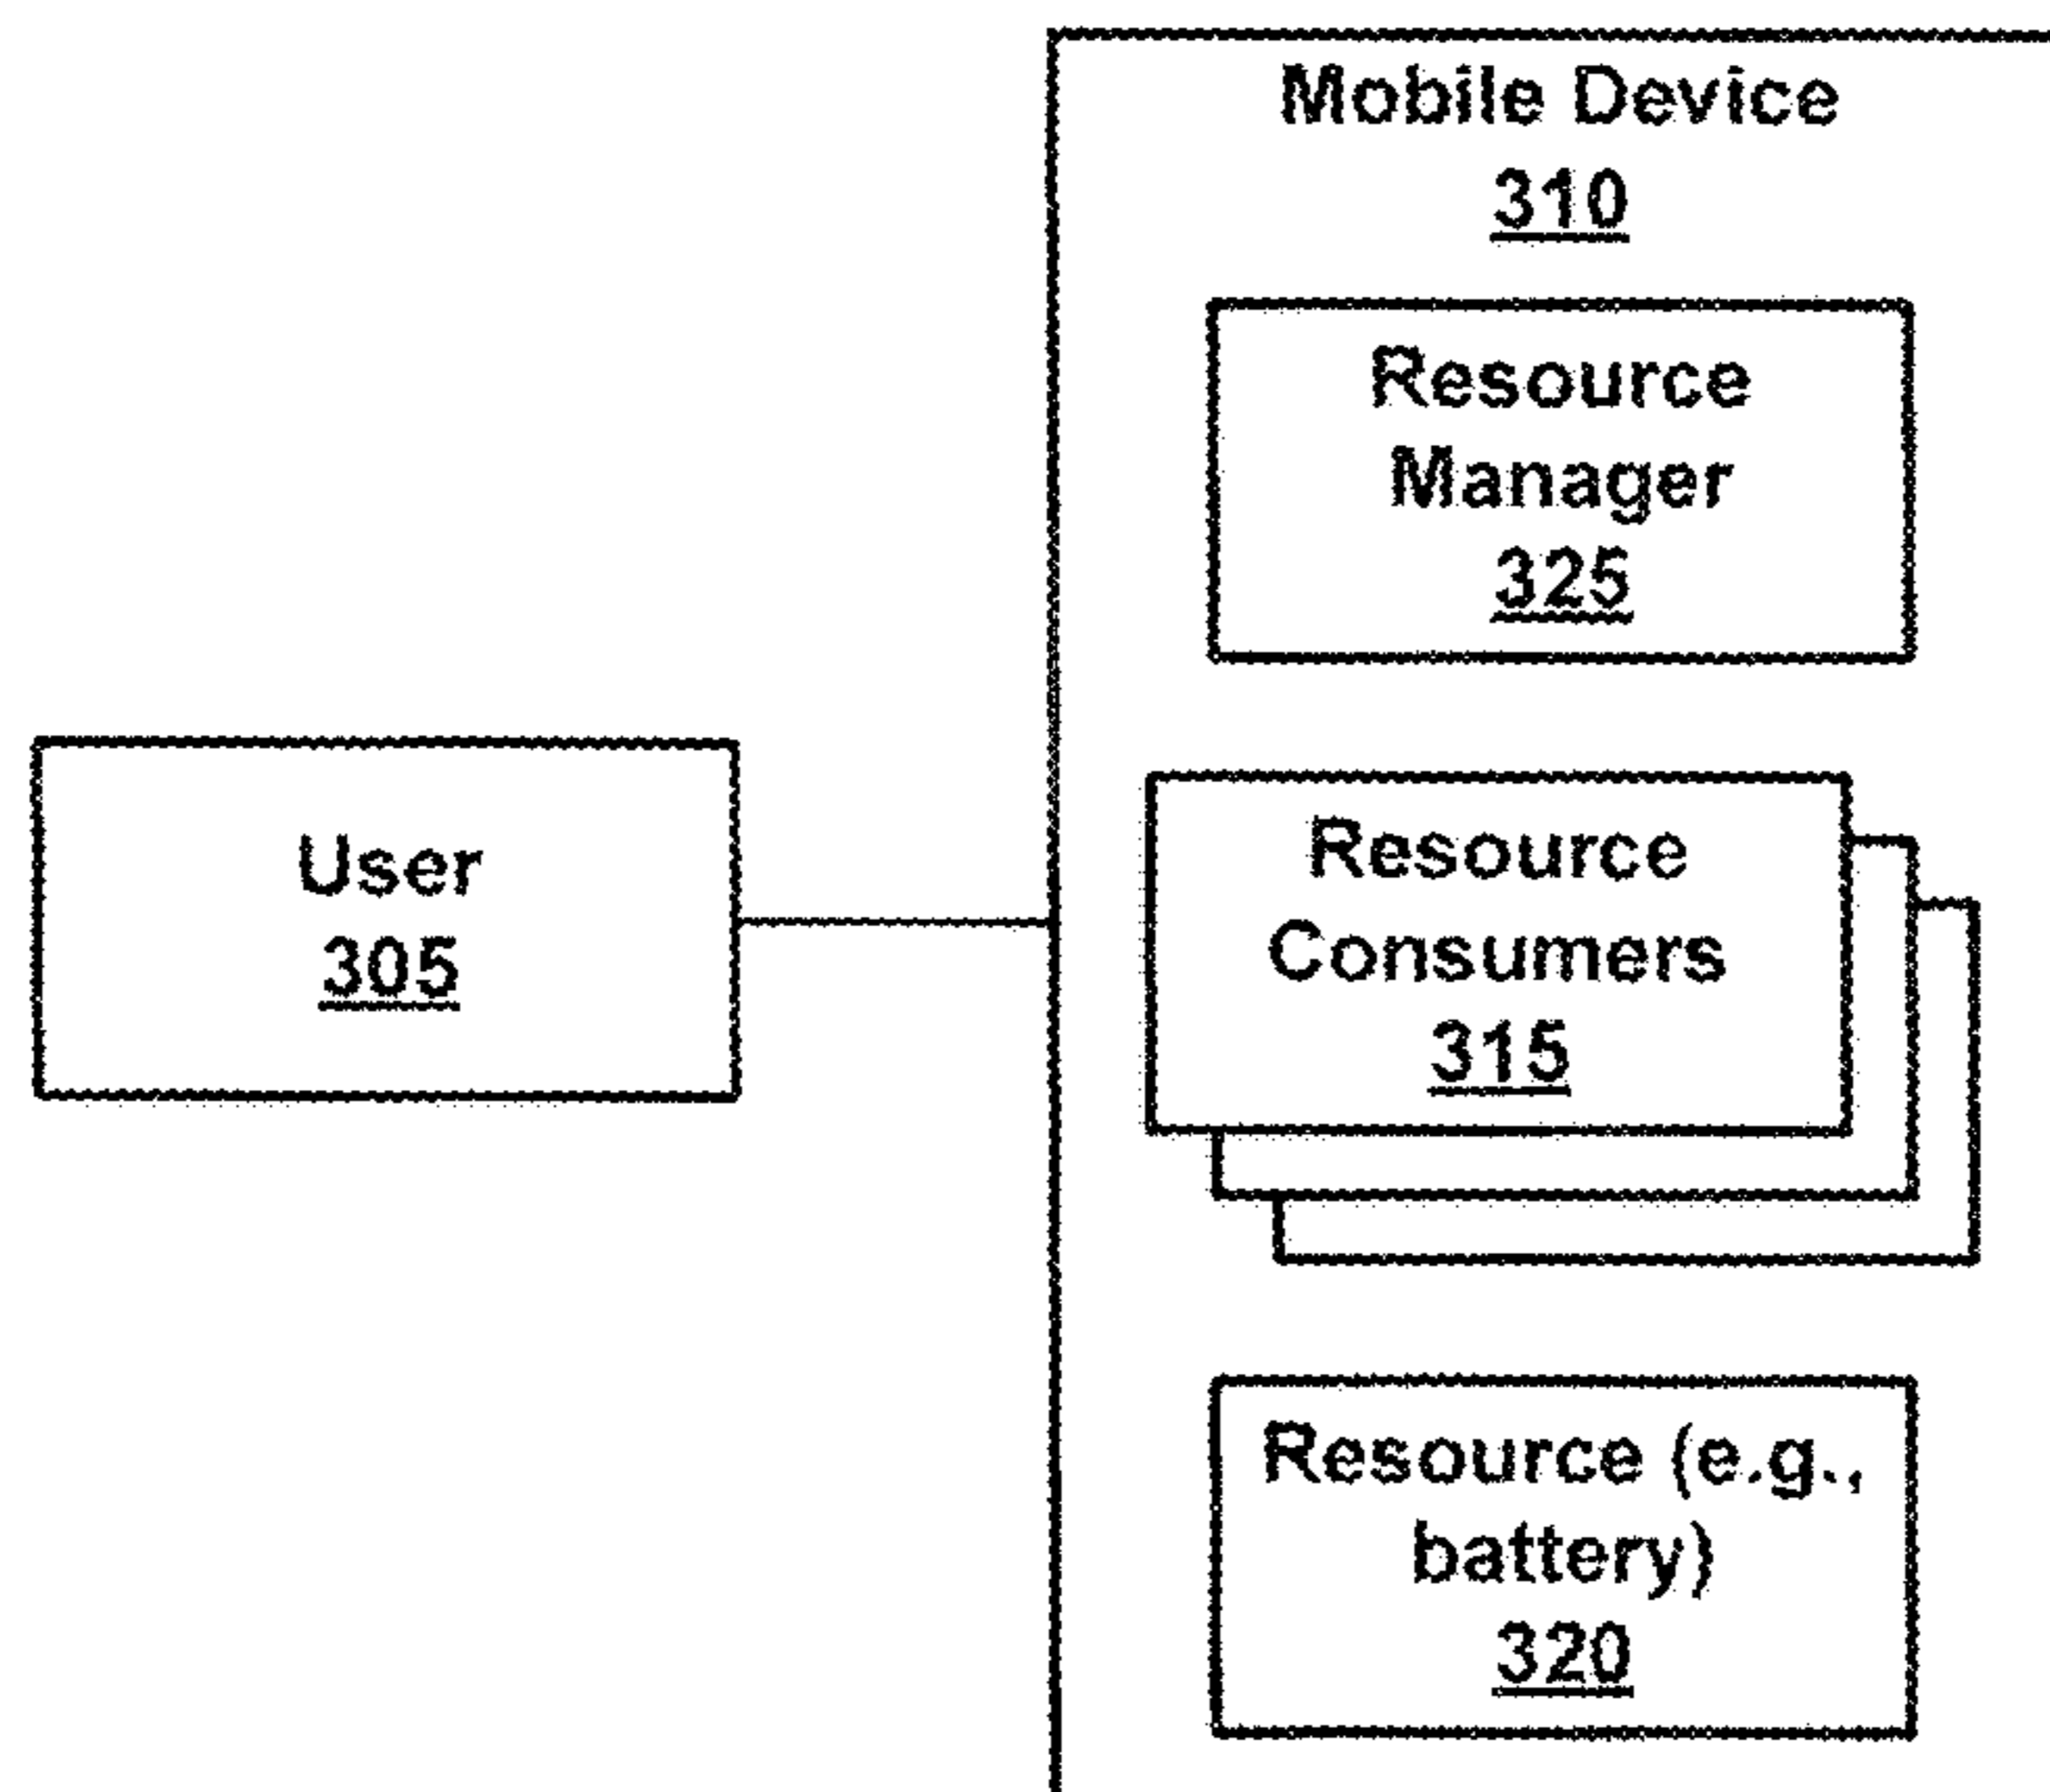 Mobile Device
310
Resource
Manager
325
User
305
Resource
Consumers
315
Resource (e.g.,
battery)
320